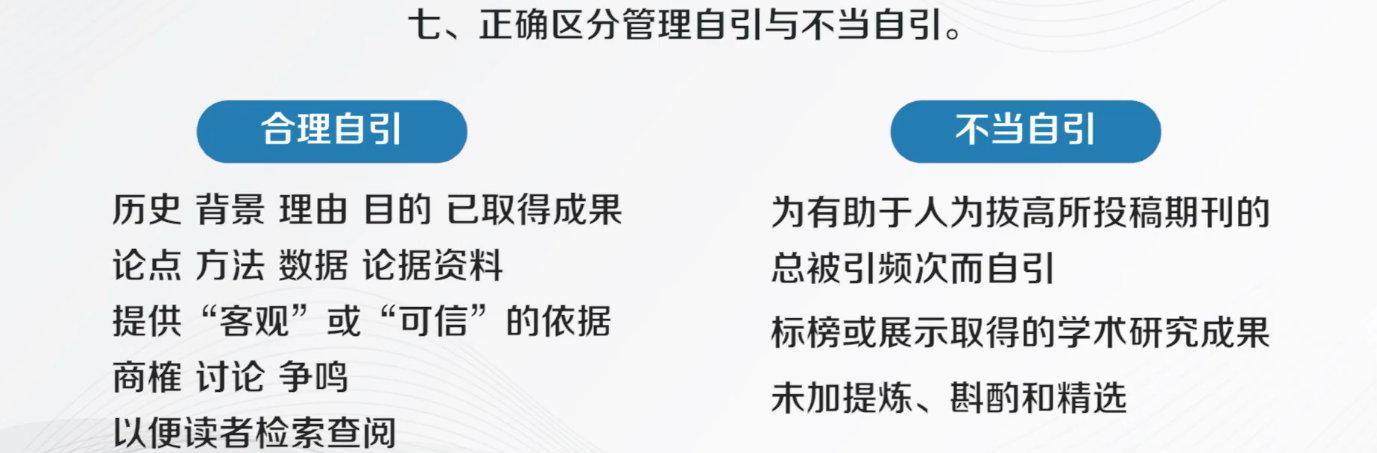 七、正确区分管理自引与不当自引。
合理自引
历史 背景 理由 目的 已取得成果
论点 方法 数据 论据资料
提供“客观”或“可信”的依据
商榷 讨论 争鸣
以便读者检索查阅
不当自引
为有助于人为拔高所投稿期刊的
总被引频次而自引
标榜或展示取得的学术研究成果
未加提炼、斟酌和精选